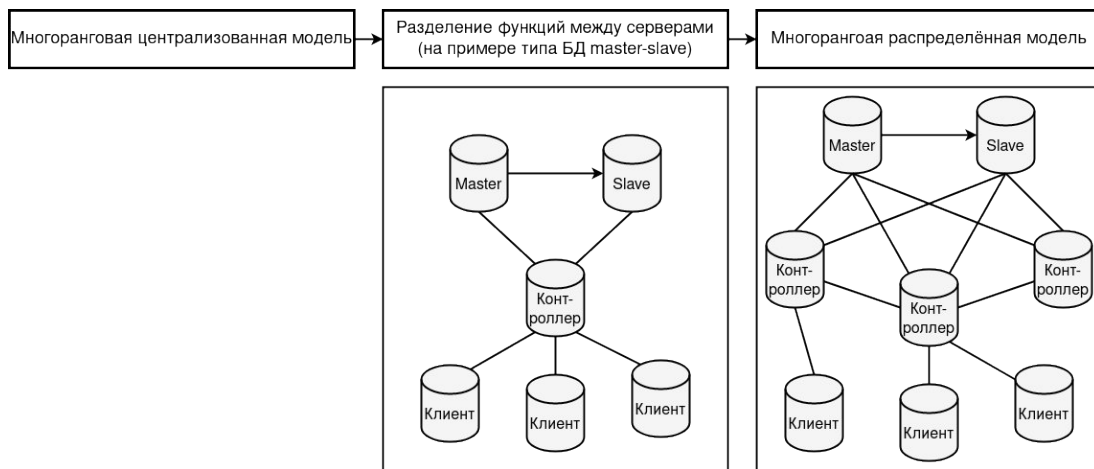 Многоранговая централизованная модель
Разделение функций между серверами
(на примере типа БД master-slave)
Многорангоая распределённая модель
Master
Slave
Конт-
роллер
Клиент
Клиент
Клиент
Master
Slave
Конт-
роллер
Конт-
роллер
Конт-
роллер
Клиент
Клиент
Клиент